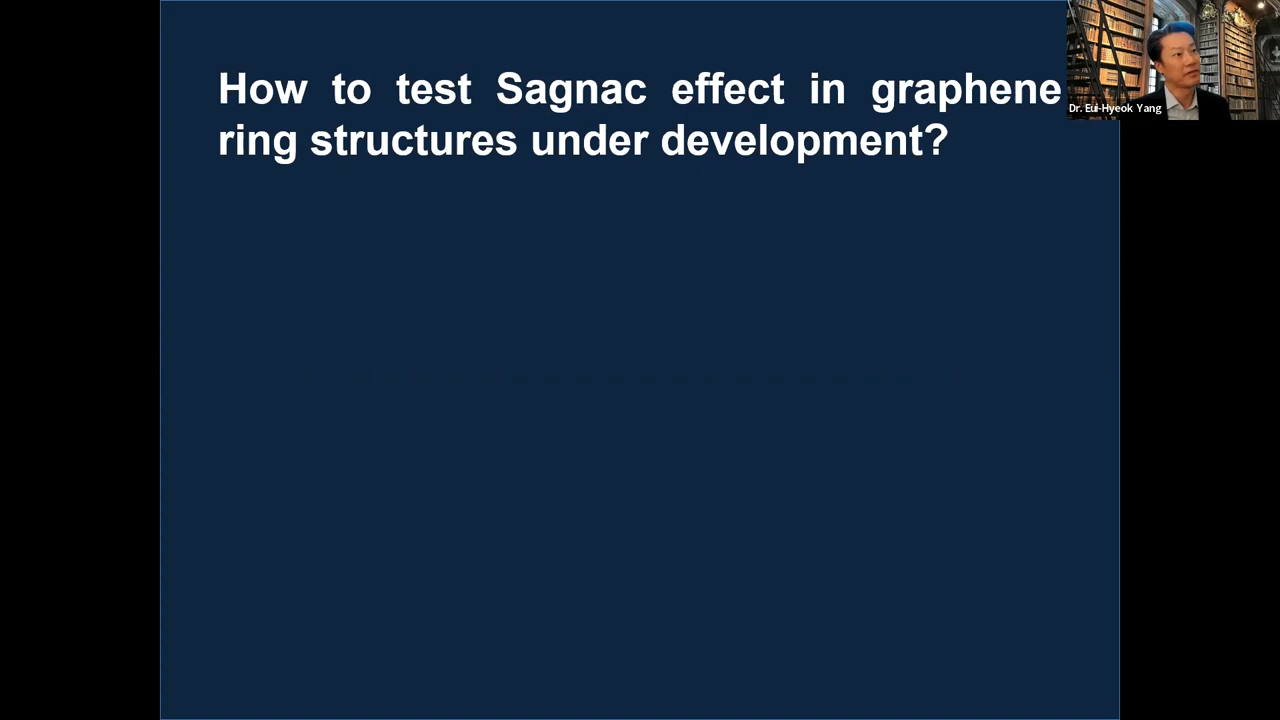 How to test Sagnac effect in graphene
ring structures under development?
Dr. Eui-Hyeok Yang